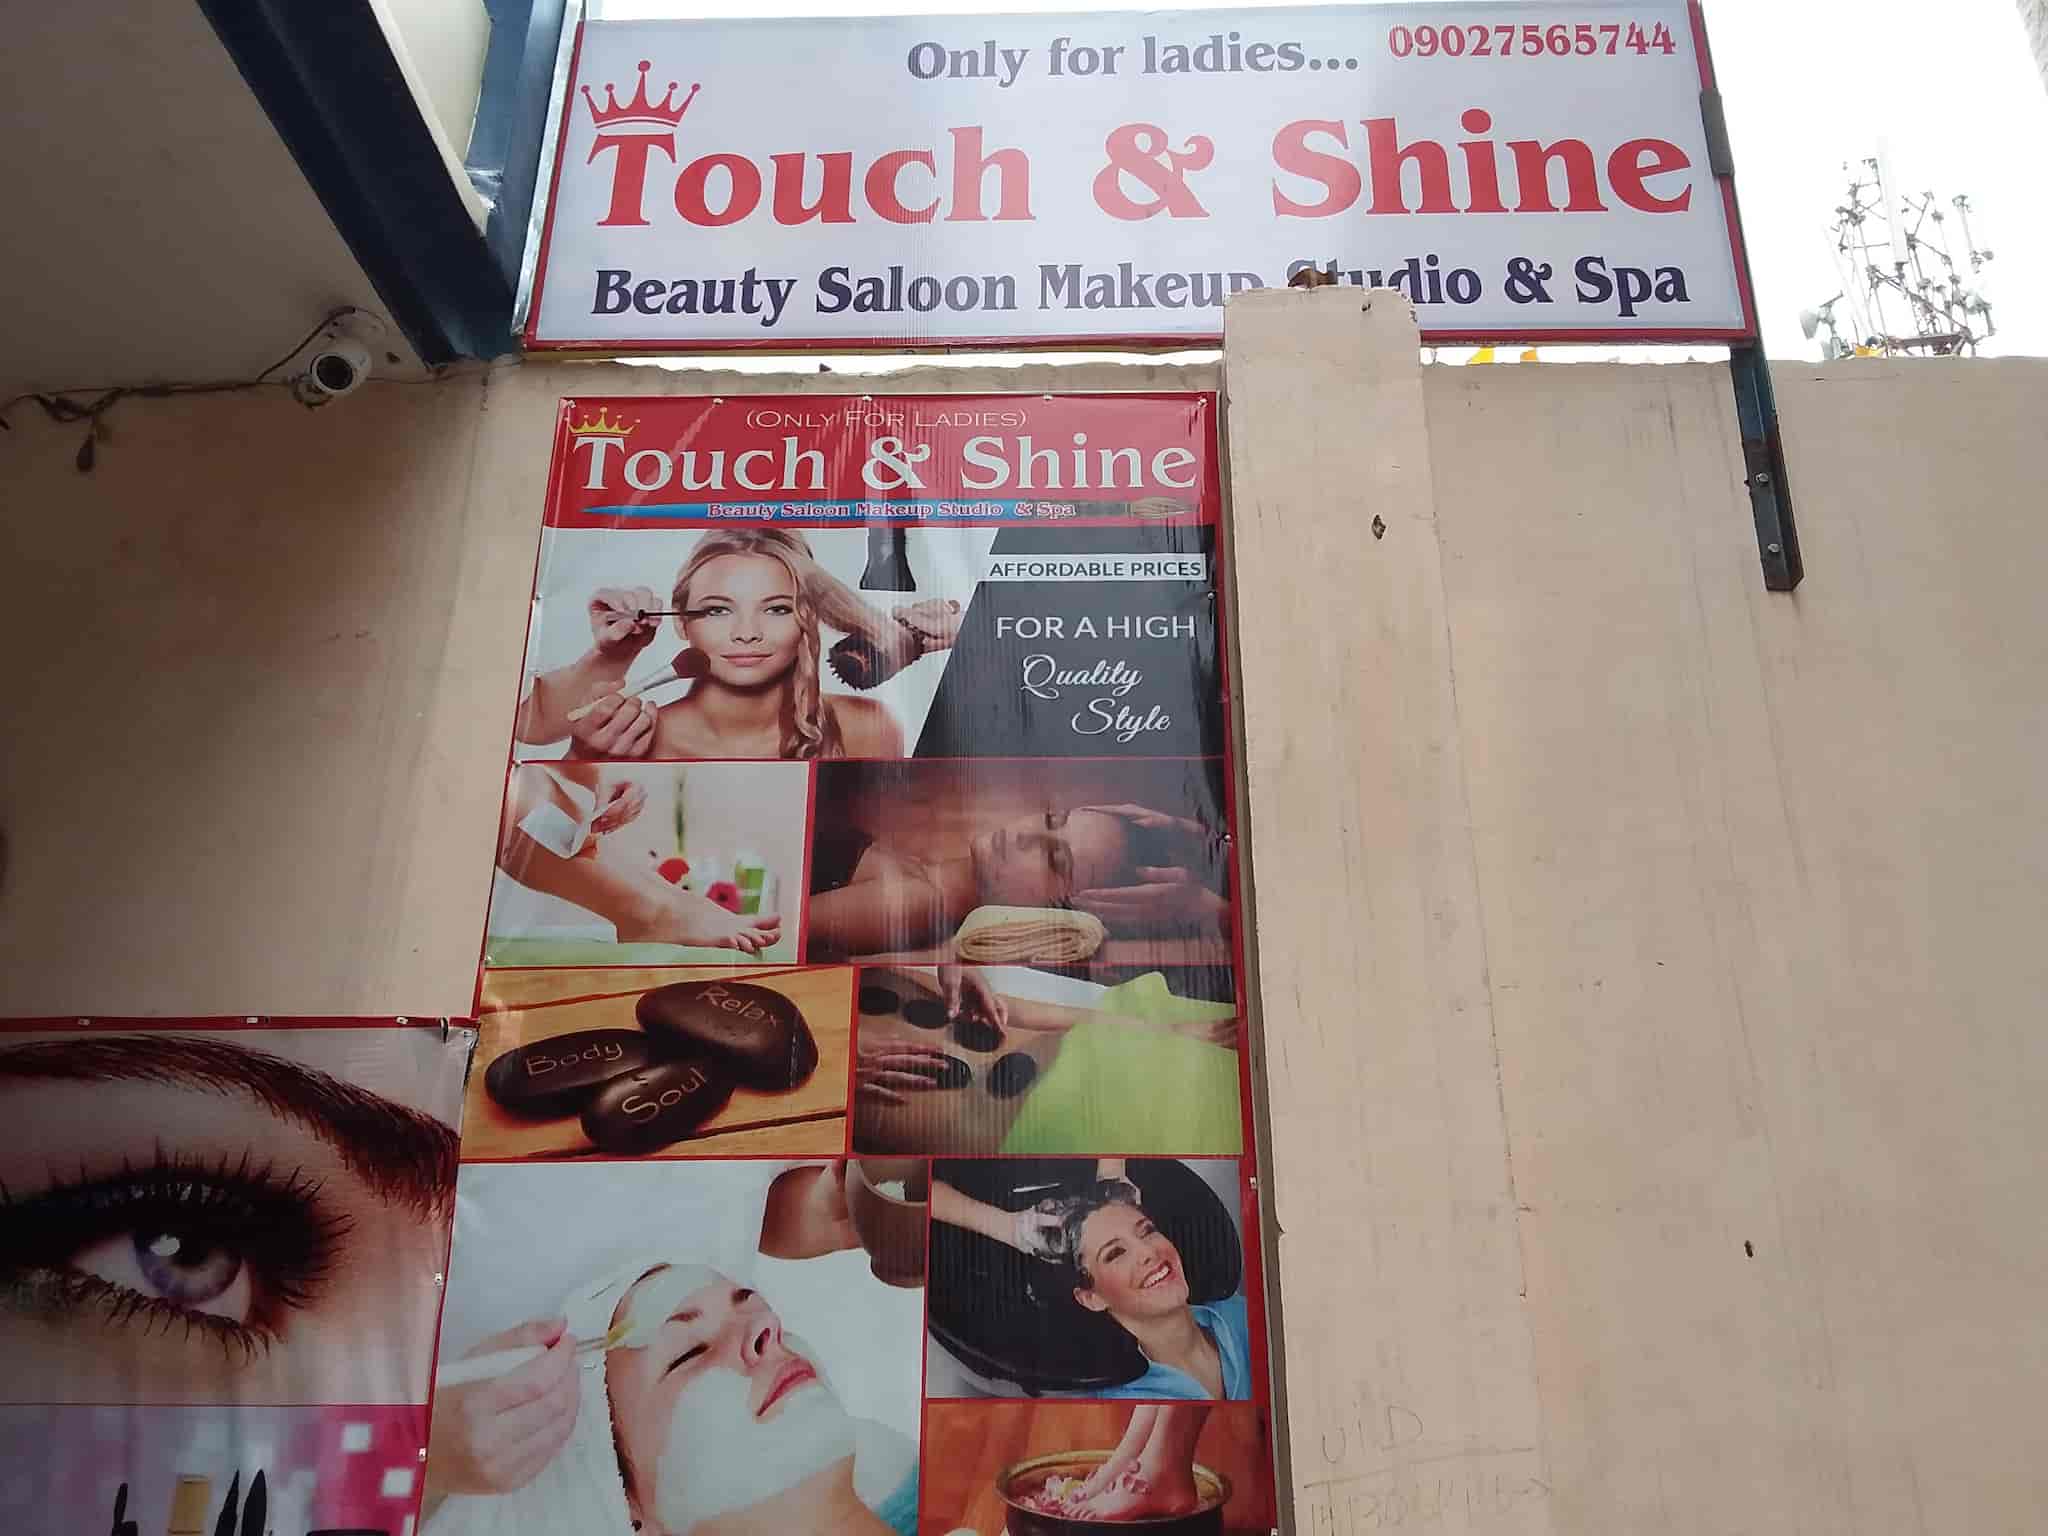 Only for ladies... 09027565744
Touch & Shine
Beauty Saloon Makeup Studio & Spa
(ONLY FOR LADIES)
Touch & Shine
Beauty Saloon Makeup Studio & Spa
AFFORDABLE PRICES
FOR A HIGH
Quality
Style
Relax
Body
Soul